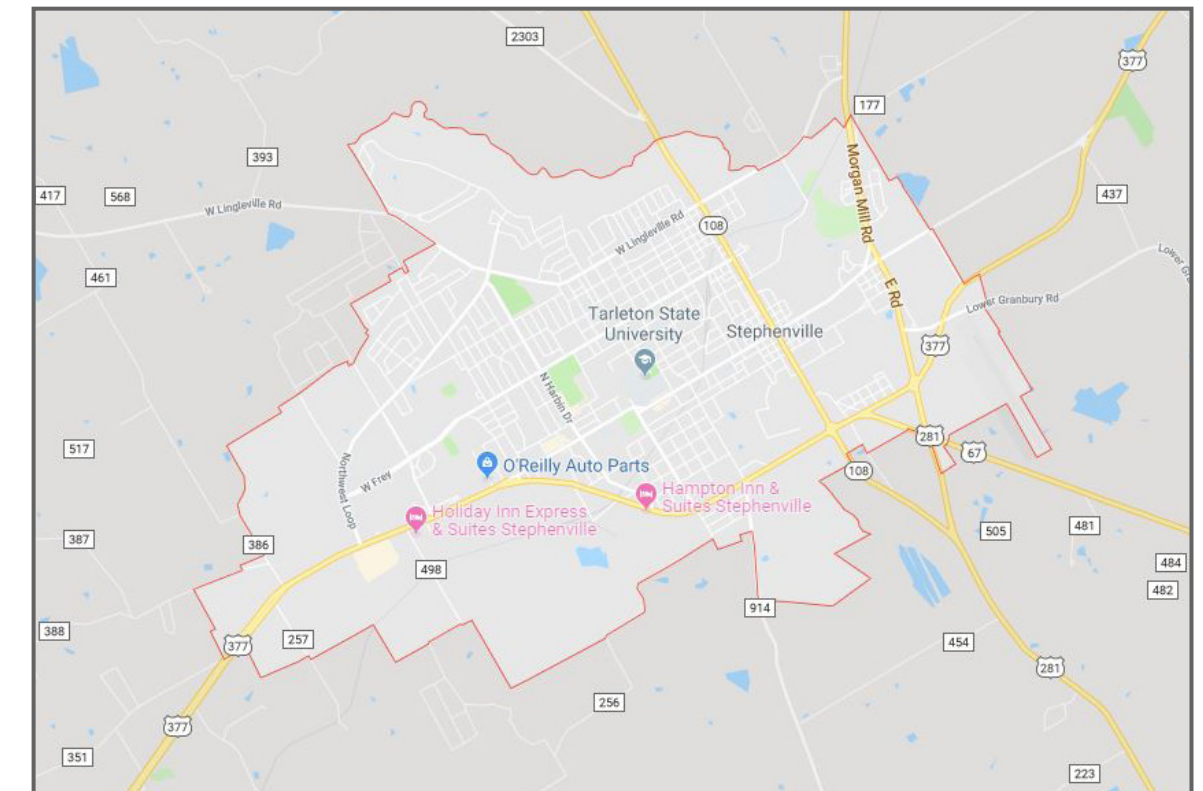 2303
377
177
393
417
568
437
W Lingleville Rd
Morgan Mill Rd
W Lingleville Rd
108
461
Lower
E Rd
Lower Granbury Rd
Tarleton State
University
Stephenville
377
N Harbin Dr
517
281
67
O'Reilly Auto Parts
108
Northwest Loop
W Frey
Hampton Inn &
Suites Stephenville
Holiday Inn Express
& Suites Stephenville
387
386
505
481
484
498
482
914
388
377
257
454
281
256
377
351
223